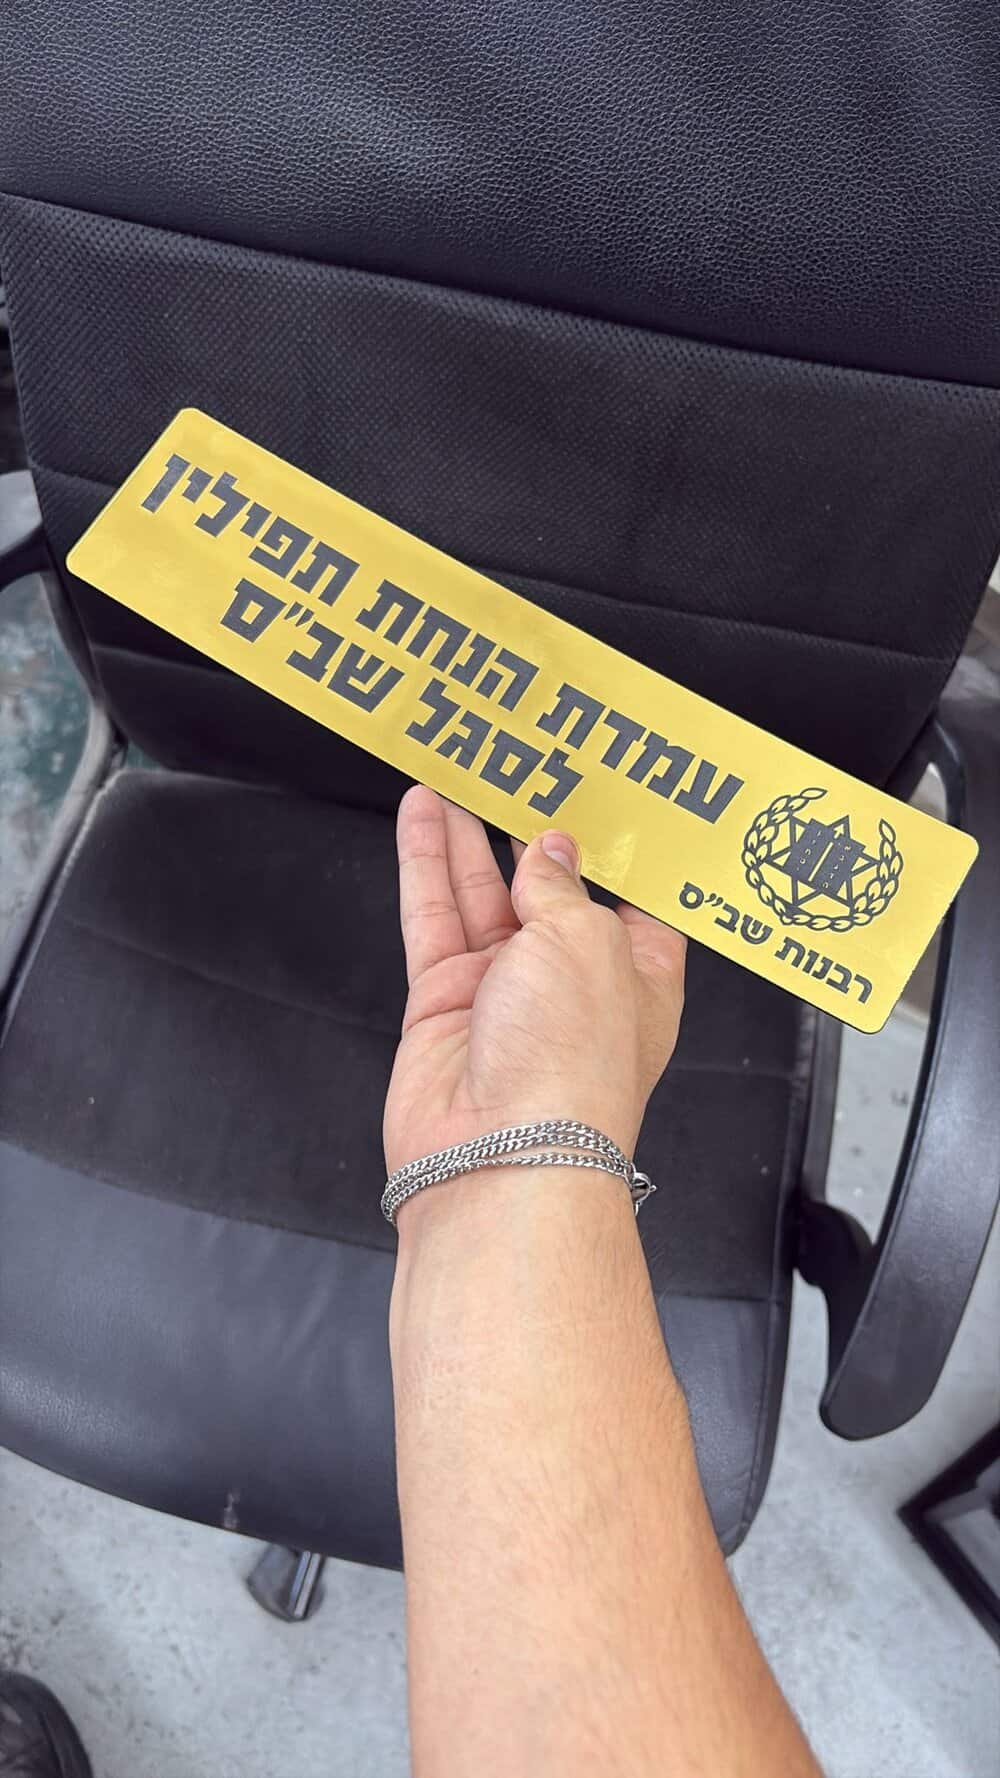 עמדת הנחת תפילין
לסגל שב״ס
רבנות שב״ס